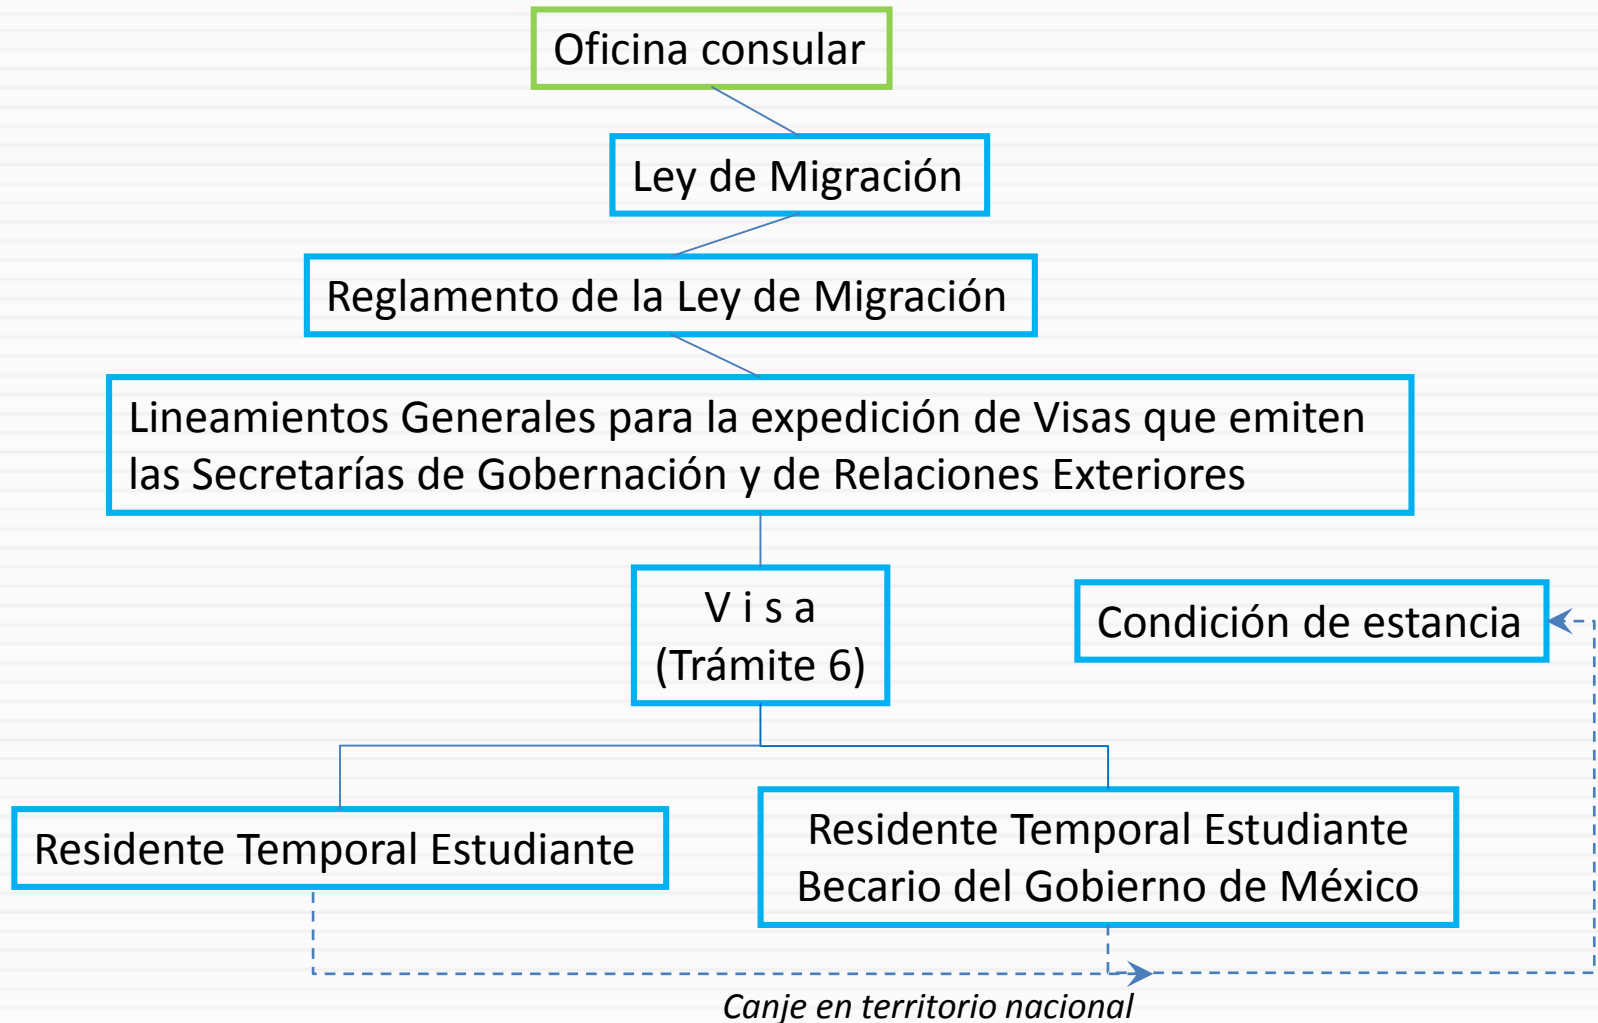 Oficina consular
Ley de Migración
Reglamento de la Ley de Migración
Lineamientos Generales para la expedición de Visas que emiten
las Secretarías de Gobernación y de Relaciones Exteriores
V i s a
(Trámite 6)
Condición de estancia
Residente Temporal Estudiante
Residente Temporal Estudiante
Becario del Gobierno de México
Canje en territorio nacional